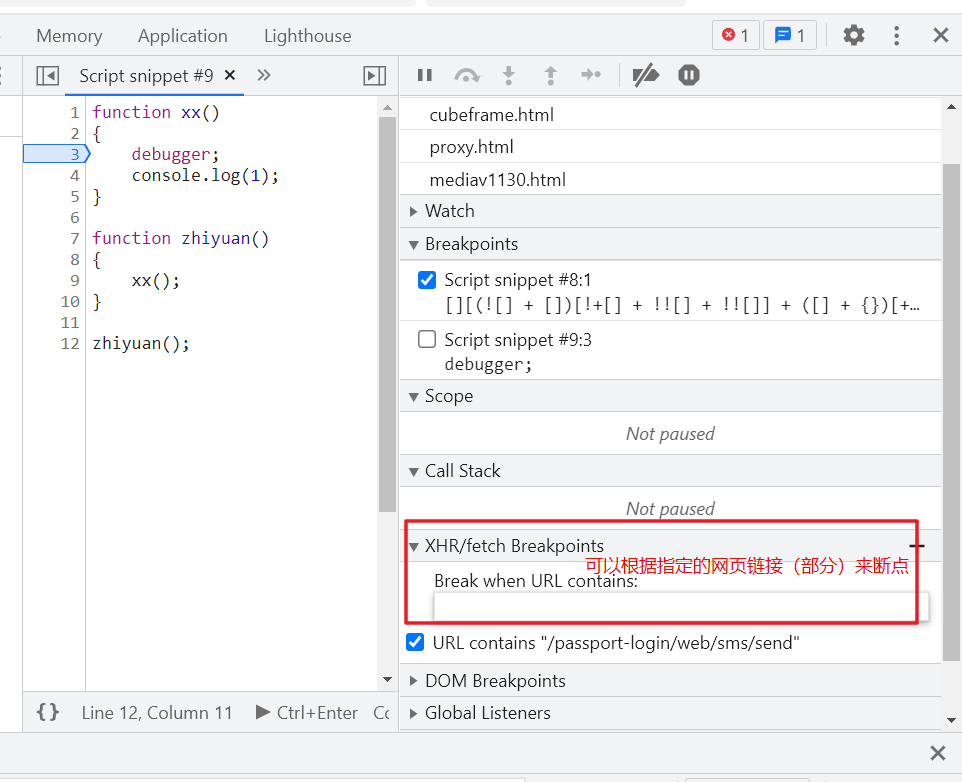 Memory Application Lighthouse 1 1
Script snippet #9
1 function xx()
2 {
3 debugger;
4 console.log(1);
5 }
6
7 function zhiyuan()
8 {
9 xx();
10 }
11
12 zhiyuan();
{} Line 12, Column 11 Ctrl+Enter Cc
cubeframe.html
proxy.html
mediav1130.html
Watch
Breakpoints
Script snippet #8:1
[][(![] + [])[!+[] + !![] + !![]] + ([] + {})[+…
Script snippet #9:3
debugger;
Scope
Not paused
Call Stack
Not paused
XHR/fetch Breakpoints
可以根据指定的网页链接（部分）来断点
Break when URL contains:
URL contains "/passport-login/web/sms/send"
DOM Breakpoints
Global Listeners